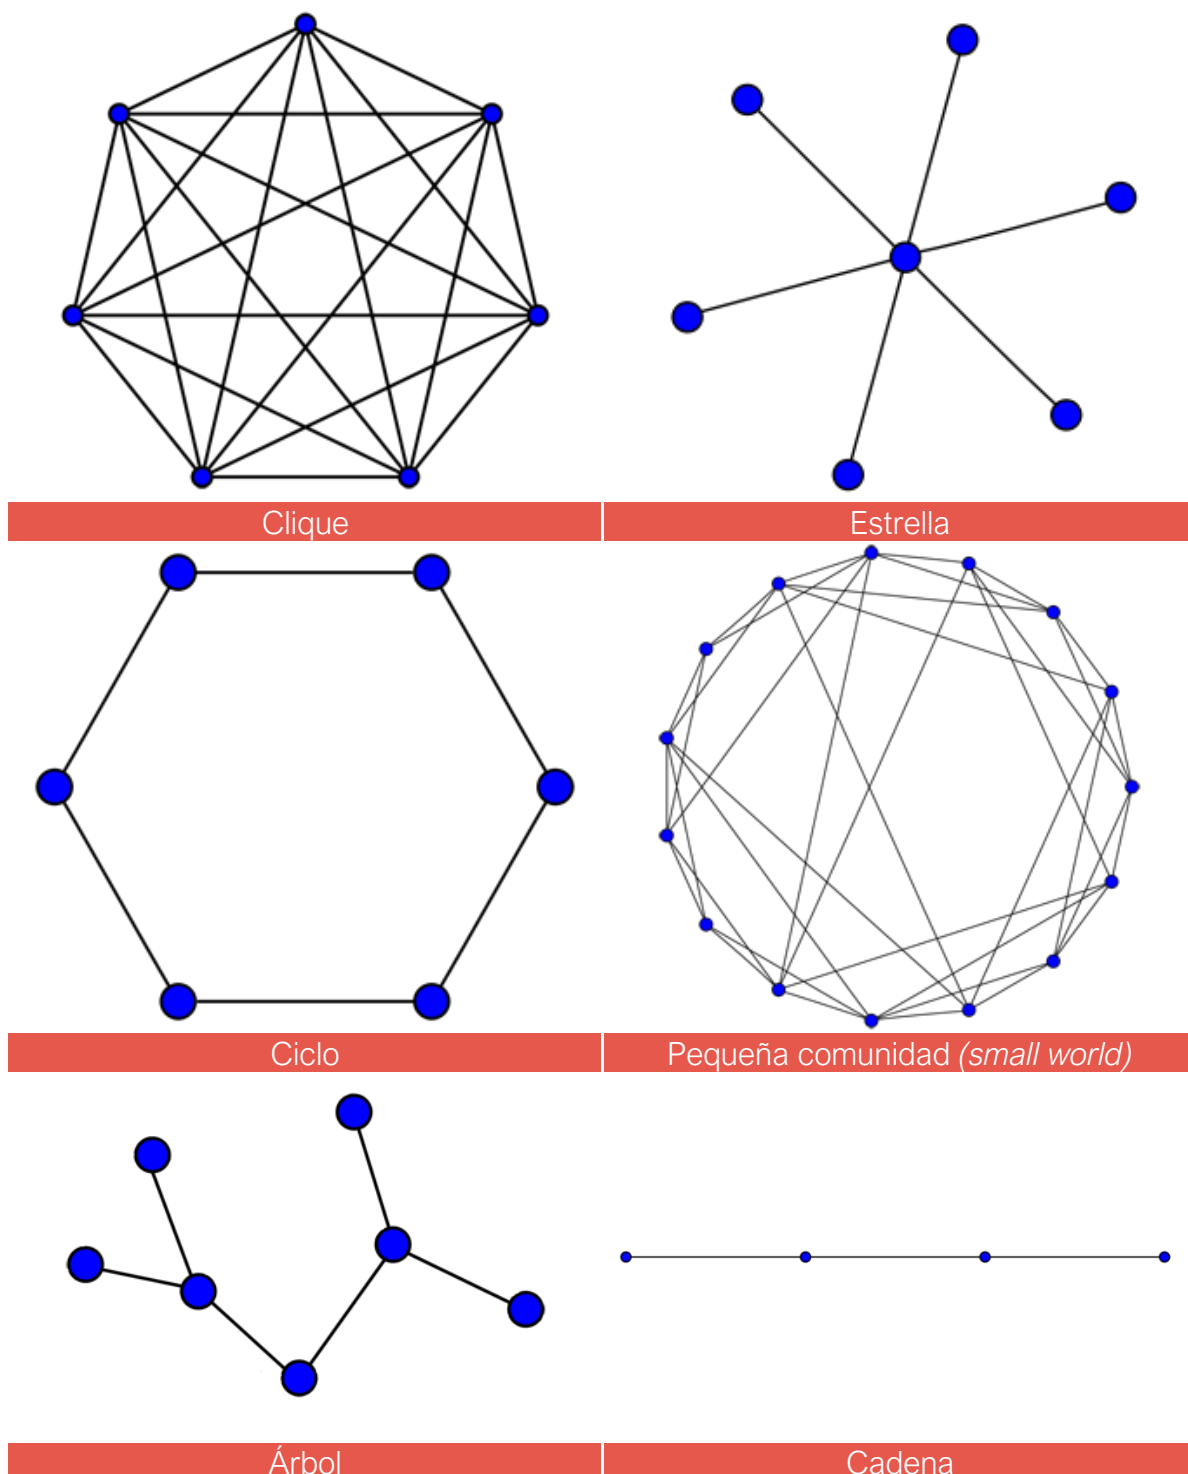 Clique
Estrella
Ciclo
Pequeña comunidad (small world)
Árbol
Cadena